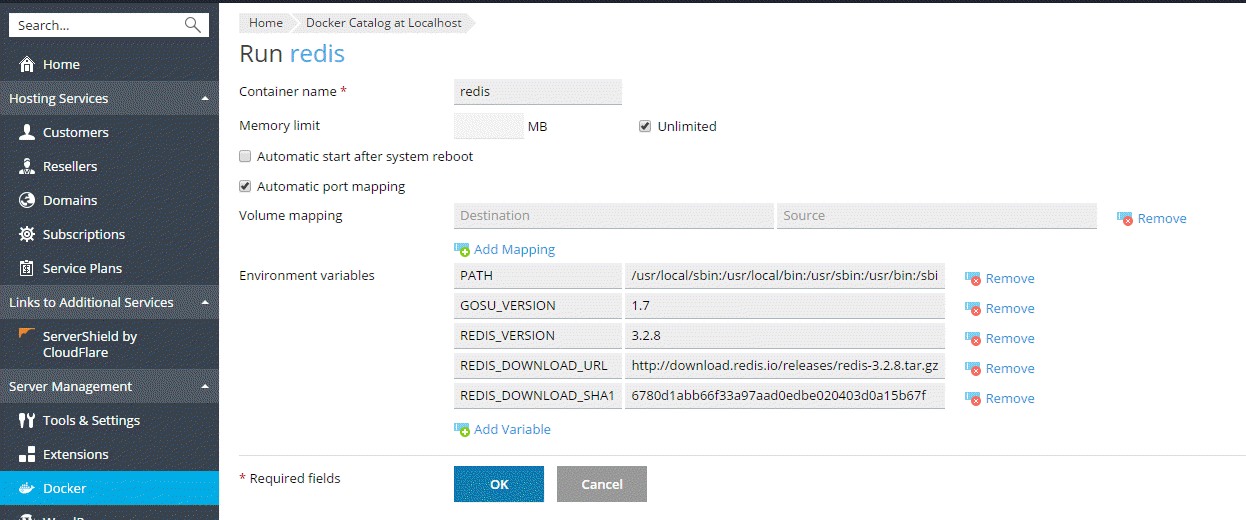 Search...
Home
Hosting Services
Customers
Resellers
Domains
Subscriptions
Service Plans
Links to Additional Services
ServerShield by
CloudFlare
Server Management
Tools & Settings
Extensions
Docker
Home Docker Catalog at Localhost
Run redis
Container name * redis
Memory limit MB Unlimited
Automatic start after system reboot
Automatic port mapping
Volume mapping Destination Source Remove
Add Mapping
Environment variables PATH /usr/local/sbin:/usr/local/bin:/usr/sbin:/usr/bin:/sbi Remove
GOSU_VERSION 1.7 Remove
REDIS_VERSION 3.2.8 Remove
REDIS_DOWNLOAD_URL http://download.redis.io/releases/redis-3.2.8.tar.gz Remove
REDIS_DOWNLOAD_SHA1 6780d1abb66f33a97aad0edbe020403d0a15b67f Remove
Add Variable
* Required fields OK Cancel